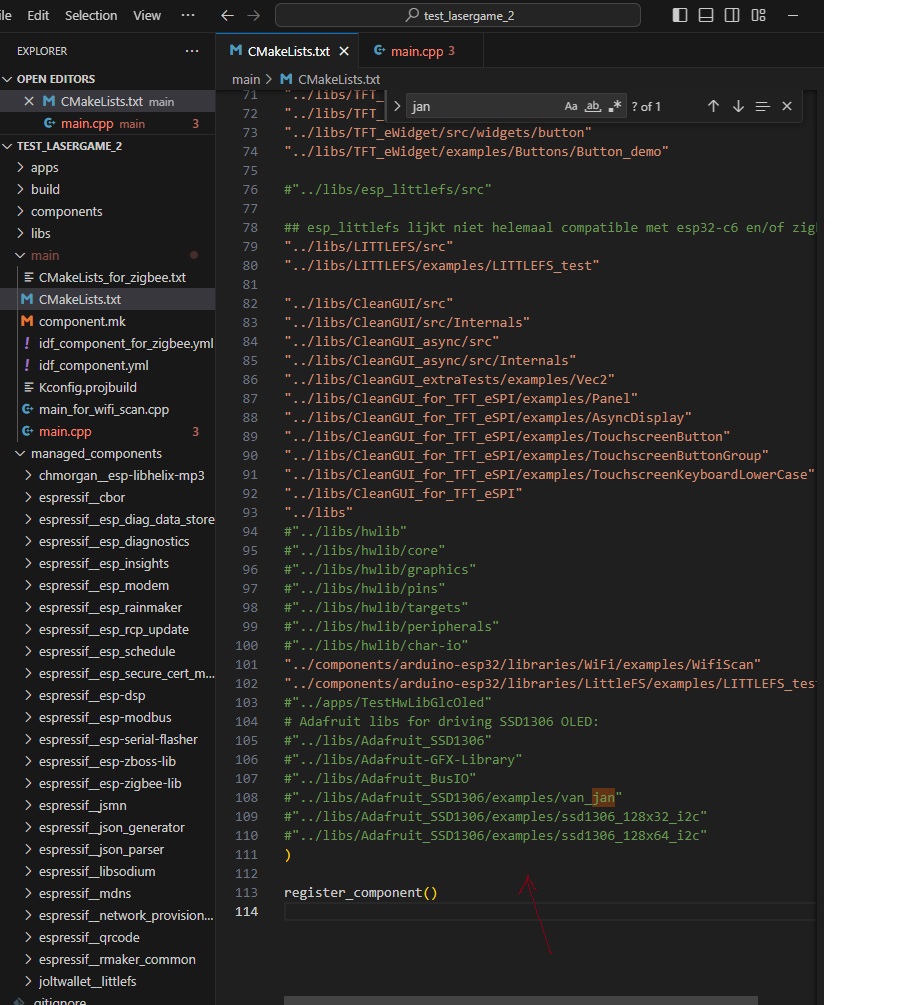 ile Edit Selection View ··· test_lasergame_2
EXPLORER ···
OPEN EDITORS
CMakeLists.txt main
main.cpp main 3
TEST_LASERGAME_2
apps
build
components
libs
main
CMakeLists_for_zigbee.txt
CMakeLists.txt
component.mk
idf_component_for_zigbee.yml
idf_component.yml
Kconfig.projbuild
main_for_wifi_scan.cpp
main.cpp 3
managed_components
chmorgan__esp-libhelix-mp3
espressif__cbor
espressif__esp_diag_data_store
espressif__esp_diagnostics
espressif__esp_insights
espressif__esp_modem
espressif__esp_rainmaker
espressif__esp_rcp_update
espressif__esp_schedule
espressif__esp_secure_cert_m...
espressif__esp-dsp
espressif__esp-modbus
espressif__esp-serial-flasher
espressif__esp-zboss-lib
espressif__esp-zigbee-lib
espressif__jsmn
espressif__json_generator
espressif__json_parser
espressif__libsodium
espressif__mdns
espressif__network_provision...
espressif__qrcode
espressif__rmaker_common
joltwallet__littlefs
.gitignore
CMakeLists.txt main.cpp 3
main > CMakeLists.txt
jan Aa ab .* ? of 1
71 "../libs/TFT_
72 "../libs/TFT_
73 "../libs/TFT_eWidget/src/widgets/button"
74 "../libs/TFT_eWidget/examples/Buttons/Button_demo"
75
76 #"../libs/esp_littlefs/src"
77
78 ## esp_littlefs lijkt niet helemaal compatible met esp32-c6 en/of zig
79 "../libs/LITTLEFS/src"
80 "../libs/LITTLEFS/examples/LITTLEFS_test"
81
82 "../libs/CleanGUI/src"
83 "../libs/CleanGUI/src/Internals"
84 "../libs/CleanGUI_async/src"
85 "../libs/CleanGUI_async/src/Internals"
86 "../libs/CleanGUI_extraTests/examples/Vec2"
87 "../libs/CleanGUI_for_TFT_eSPI/examples/Panel"
88 "../libs/CleanGUI_for_TFT_eSPI/examples/AsyncDisplay"
89 "../libs/CleanGUI_for_TFT_eSPI/examples/TouchscreenButton"
90 "../libs/CleanGUI_for_TFT_eSPI/examples/TouchscreenButtonGroup"
91 "../libs/CleanGUI_for_TFT_eSPI/examples/TouchscreenKeyboardLowerCase"
92 "../libs/CleanGUI_for_TFT_eSPI"
93 "../libs"
94 #"../libs/hwlib"
95 #"../libs/hwlib/core"
96 #"../libs/hwlib/graphics"
97 #"../libs/hwlib/pins"
98 #"../libs/hwlib/targets"
99 #"../libs/hwlib/peripherals"
100 #"../libs/hwlib/char-io"
101 "../components/arduino-esp32/libraries/WiFi/examples/WifiScan"
102 "../components/arduino-esp32/libraries/LittleFS/examples/LITTLEFS_tes
103 #"../apps/TestHwLibGlcOled"
104 # Adafruit libs for driving SSD1306 OLED:
105 #"../libs/Adafruit_SSD1306"
106 #"../libs/Adafruit-GFX-Library"
107 #"../libs/Adafruit_BusIO"
108 #"../libs/Adafruit_SSD1306/examples/van_jan"
109 #"../libs/Adafruit_SSD1306/examples/ssd1306_128x32_i2c"
110 #"../libs/Adafruit_SSD1306/examples/ssd1306_128x64_i2c"
111 )
112
113 register_component()
114